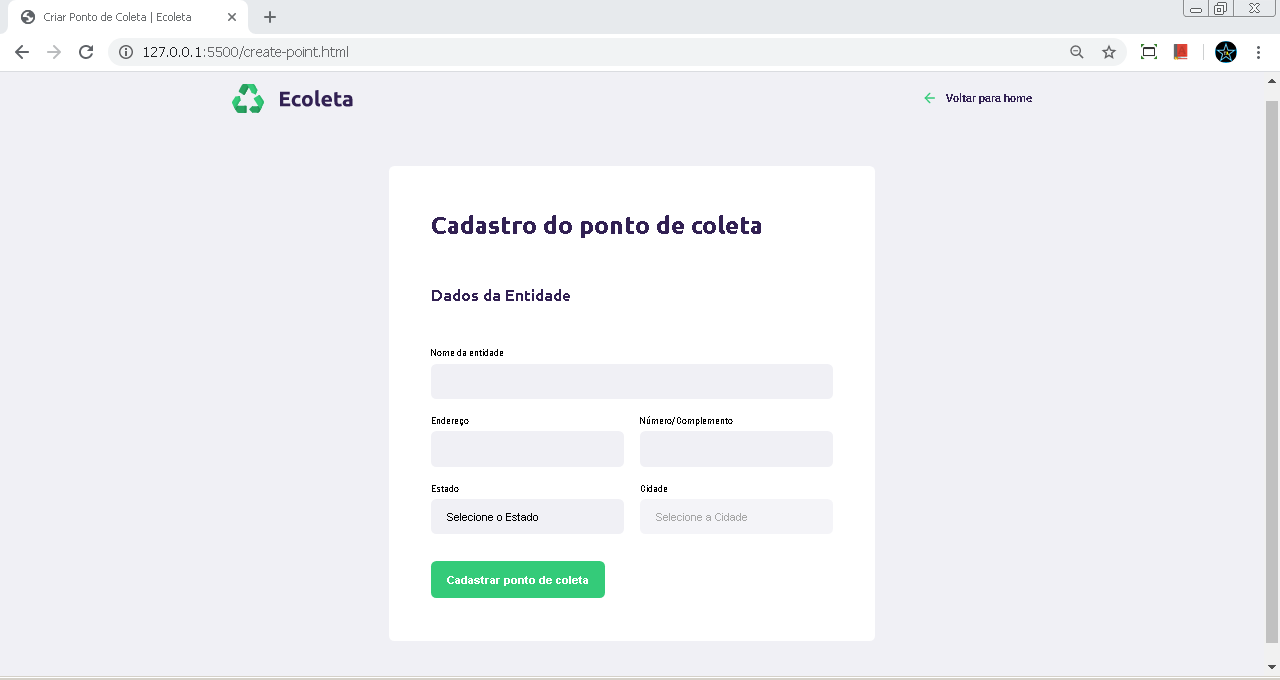 Criar Ponto de Coleta | Ecoleta
127.0.0.1:5500/create-point.html
Ecoleta
Voltar para home
Cadastro do ponto de coleta
Dados da Entidade
Nome da entidade
Endereço Número/Complemento
Estado Cidade
Selecione o Estado Selecione a Cidade
Cadastrar ponto de coleta